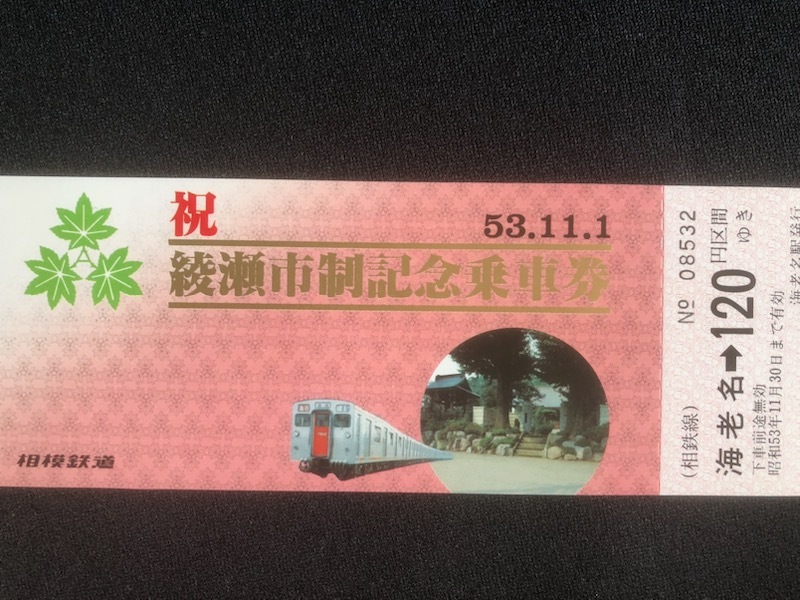 祝
53.11.1
綾瀬市制記念乗車券
A
相模鉄道
海老名駅発行
№ 08532
(相鉄線)
海老名➡120円区間ゆき
下車前途無効
昭和53年11月30日まで有効